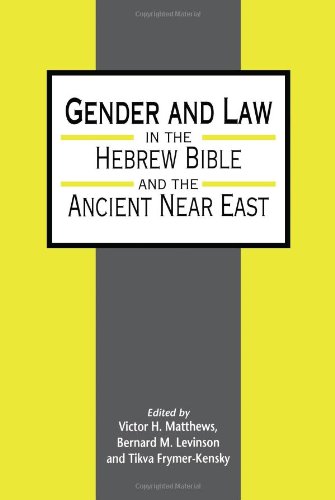 GENDER AND LAW
IN THE
HEBREW BIBLE
AND THE
ANCIENT NEAR EAST
Edited by
Victor H. Matthews,
Bernard M. Levinson
and Tikva Frymer-Kensky